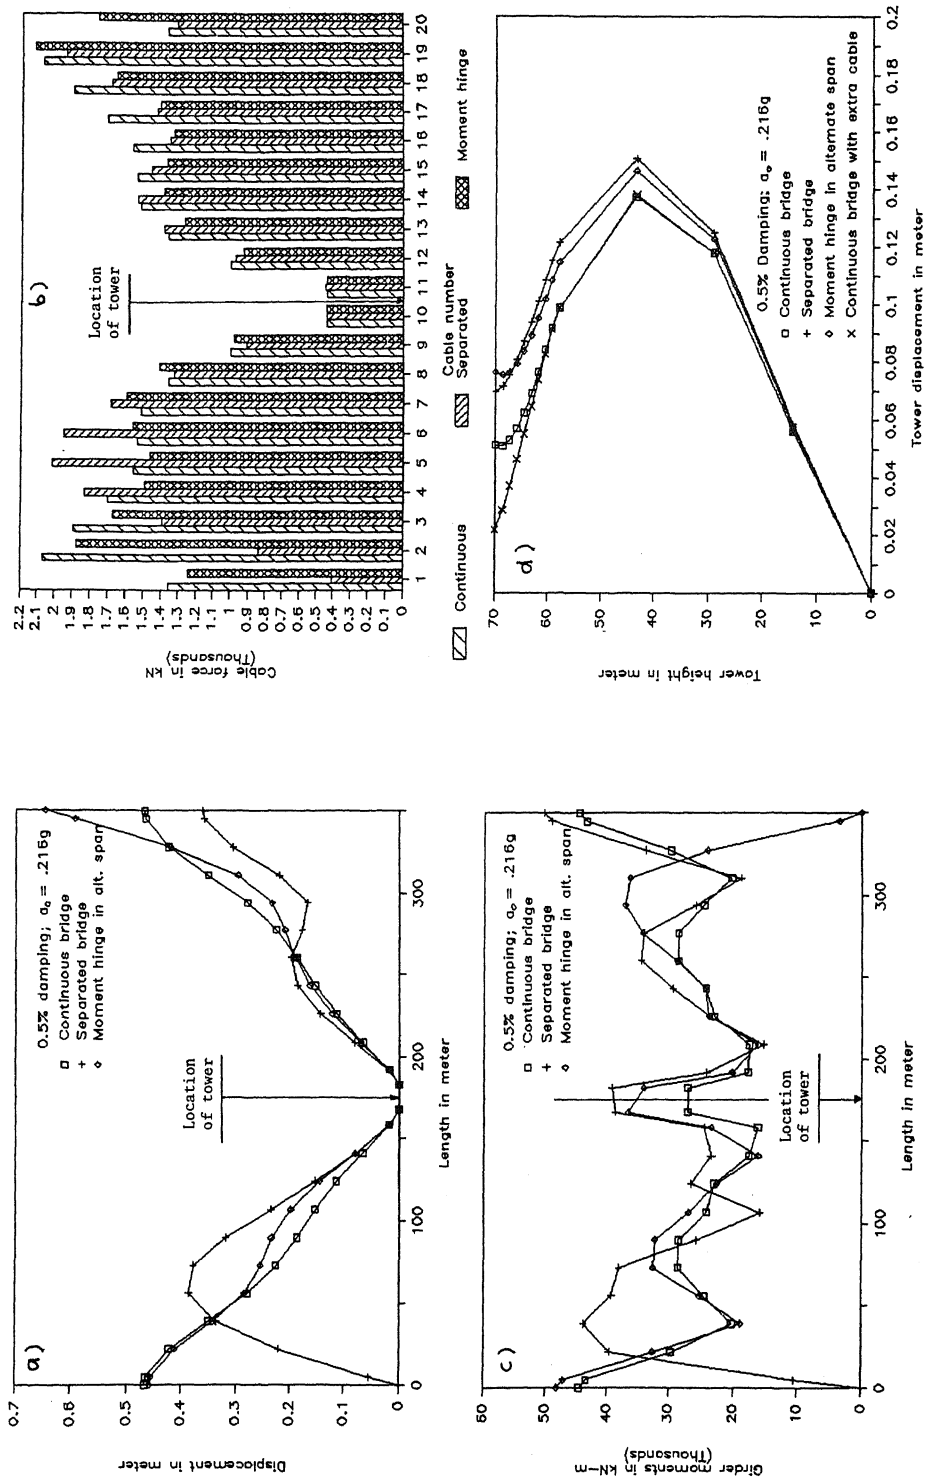 a)
0.7
0.6
0.5
0.4
0.3
0.2
0.1
0
Displacement in meter
0.5% damping; a₀ = .216g
□ Continuous bridge
+ Separated bridge
◇ Moment hinge in alt. span
Location
of tower
0
100
200
300
Length in meter
b)
2.2
2.1
2
1.9
1.8
1.7
1.6
1.5
1.4
1.3
1.2
1.1
1
0.9
0.8
0.7
0.6
0.5
0.4
0.3
0.2
0.1
0
Cable force in kN
(Thousands)
Location
of tower
1 2 3 4 5 6 7 8 9 10 11 12 13 14 15 16 17 18 19 20
Cable number
Continuous
Separated
Moment hinge
c)
60
50
40
30
20
10
0
Girder moments in kN-m
(Thousands)
0.5% damping; a₀ = .216g
□ Continuous bridge
+ Separated bridge
◇ Moment hinge in alt. span
Location
of tower
0
100
200
300
Length in meter
d)
70
60
50
40
30
20
10
0
Tower height in meter
0.5% Damping; a₀ = .216g
□ Continuous bridge
+ Separated bridge
◇ Moment hinge in alternate span
× Continuous bridge with extra cable
0 0.02 0.04 0.06 0.08 0.1 0.12 0.14 0.16 0.18 0.2
Tower displacement in meter